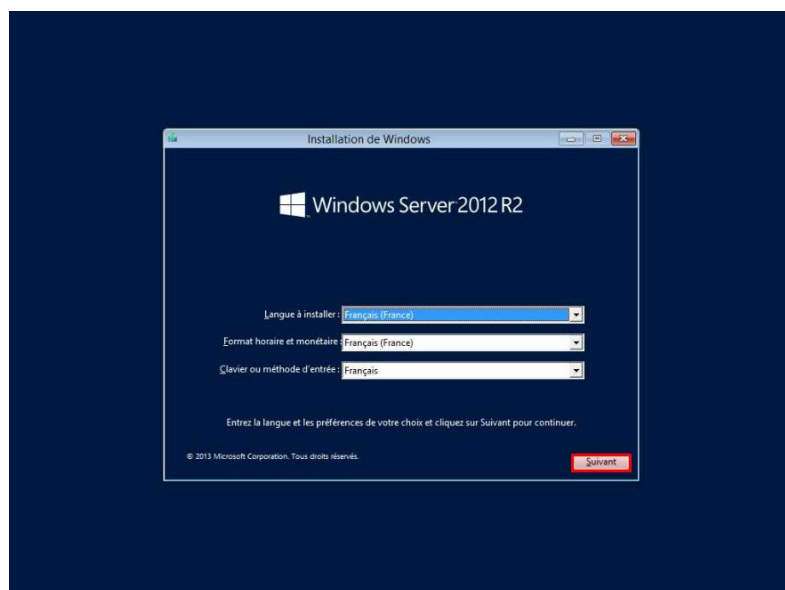 Installation de Windows
Windows Server 2012 R2
Langue à installer : Français (France)
Format horaire et monétaire : Français (France)
Clavier ou méthode d'entrée : Français
Entrez la langue et les préférences de votre choix et cliquez sur Suivant pour continuer.
© 2013 Microsoft Corporation. Tous droits réservés.
Suivant